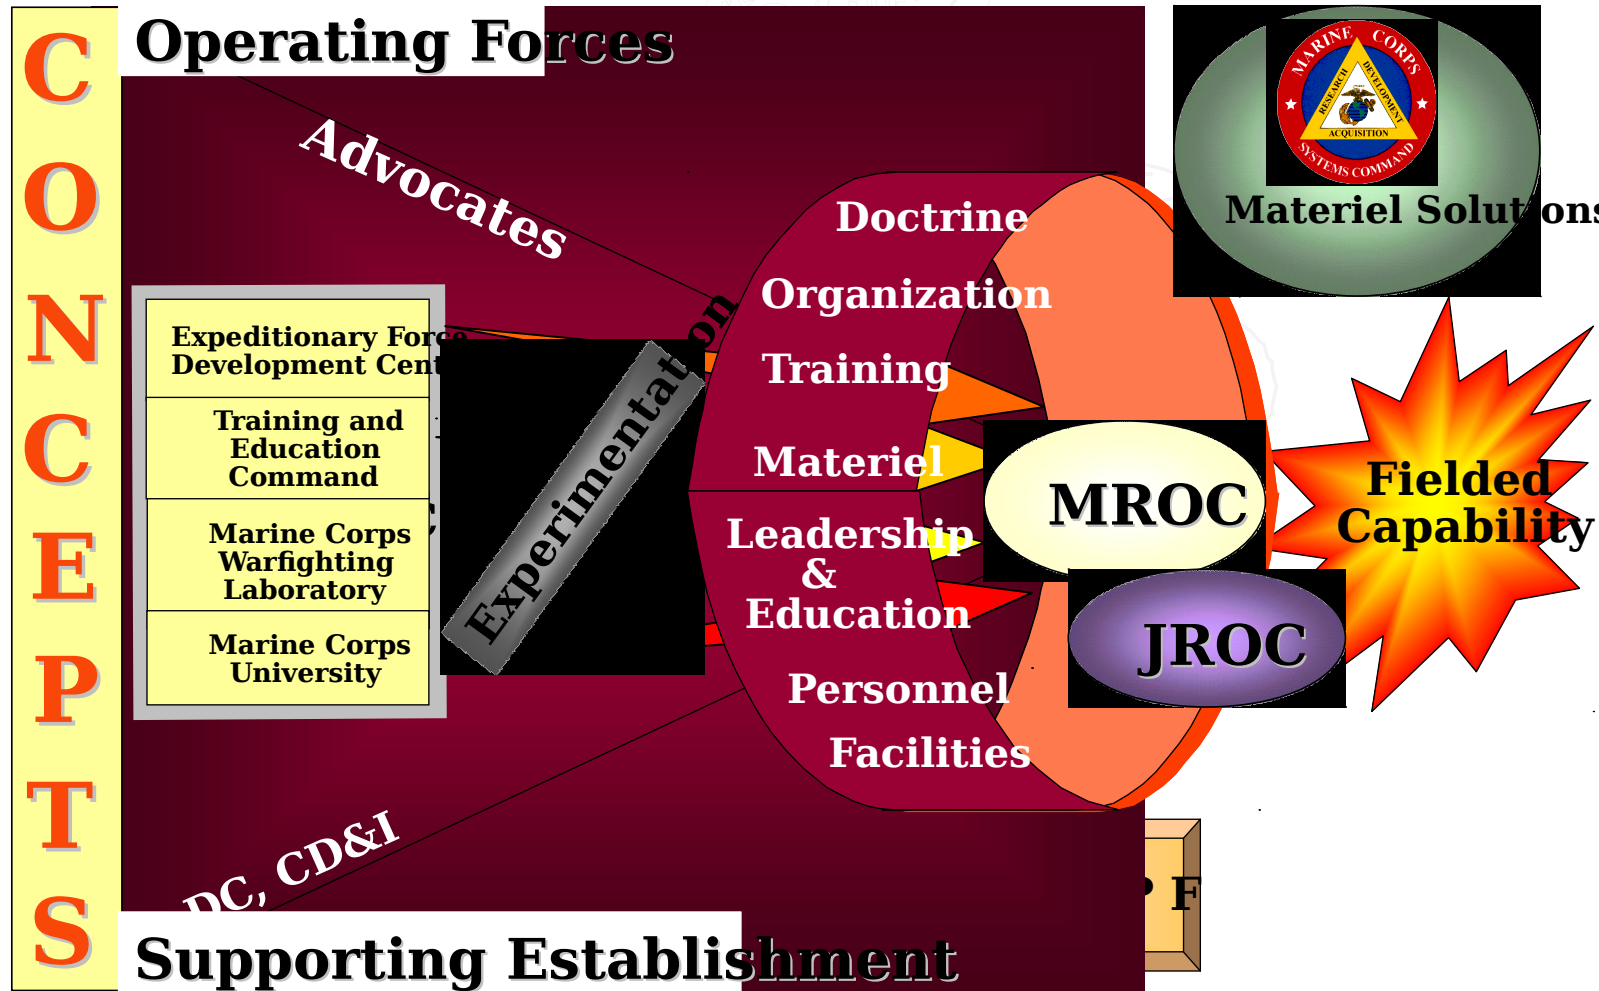 CONCEPTS
Operating Forces
Advocates
Expeditionary Force
Development Cent
Training and
Education
Command
Marine Corps
Warfighting
Laboratory
Marine Corps
University
Experimentation
Doctrine
Organization
Training
Materiel
Leadership
&
Education
Personnel
Facilities
MARINE CORPS
RESEARCH
DEVELOPMENT
ACQUISITION
SYSTEMS COMMAND
Materiel Solutions
MROC
JROC
Fielded
Capability
DC, CD&I
Supporting Establishment